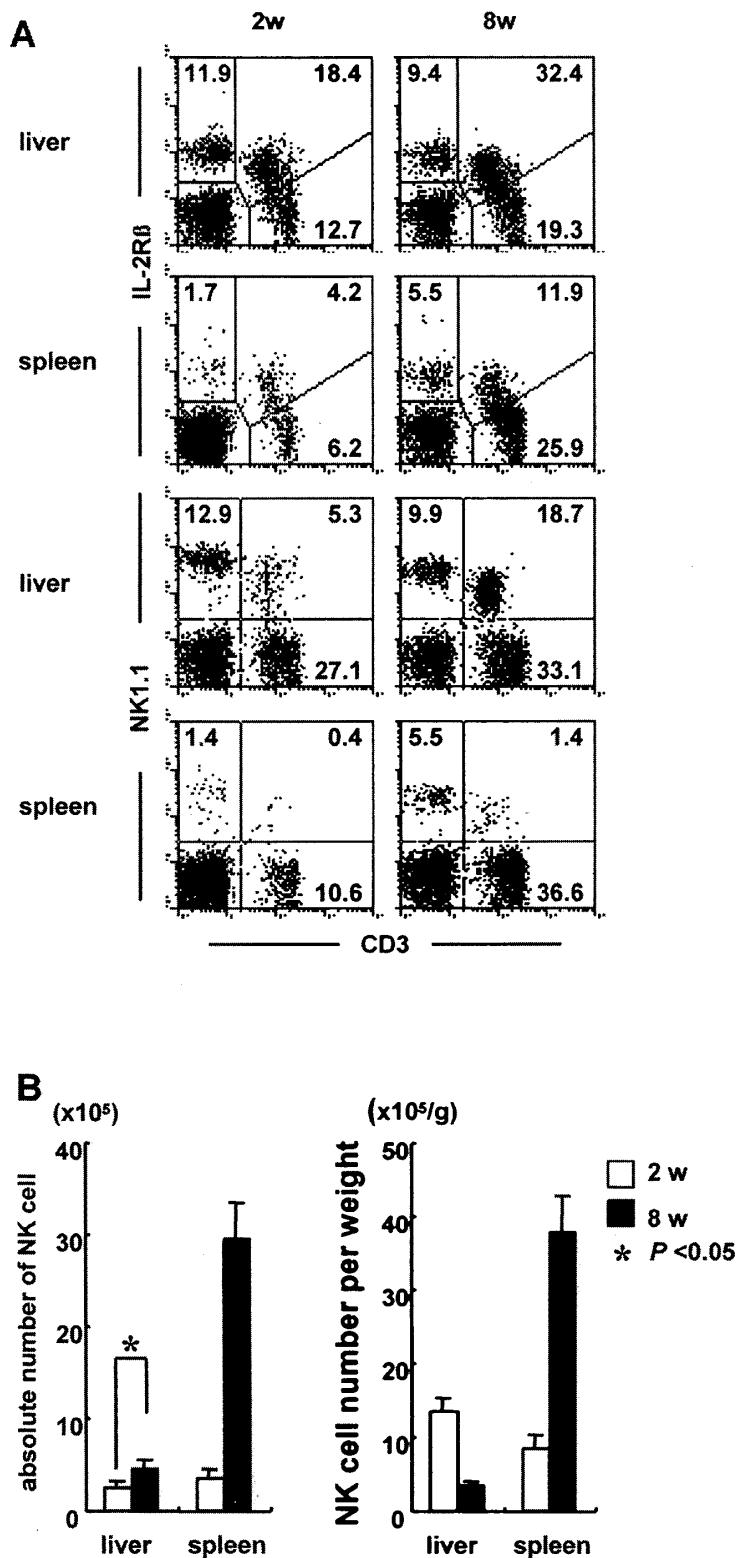 A
2w 8w
liver
11.9 18.4
12.7
9.4 32.4
19.3
IL-2Rß
spleen
1.7 4.2
6.2
5.5 11.9
25.9
liver
12.9 5.3
27.1
9.9 18.7
33.1
NK1.1
spleen
1.4 0.4
10.6
5.5 1.4
36.6
CD3
B
(x10⁵)
absolute number of NK cell
40
30
20
10
0
*
liver spleen
(x10⁵/g)
NK cell number per weight
50
40
30
20
10
0
liver spleen
2 w
8 w
* P <0.05